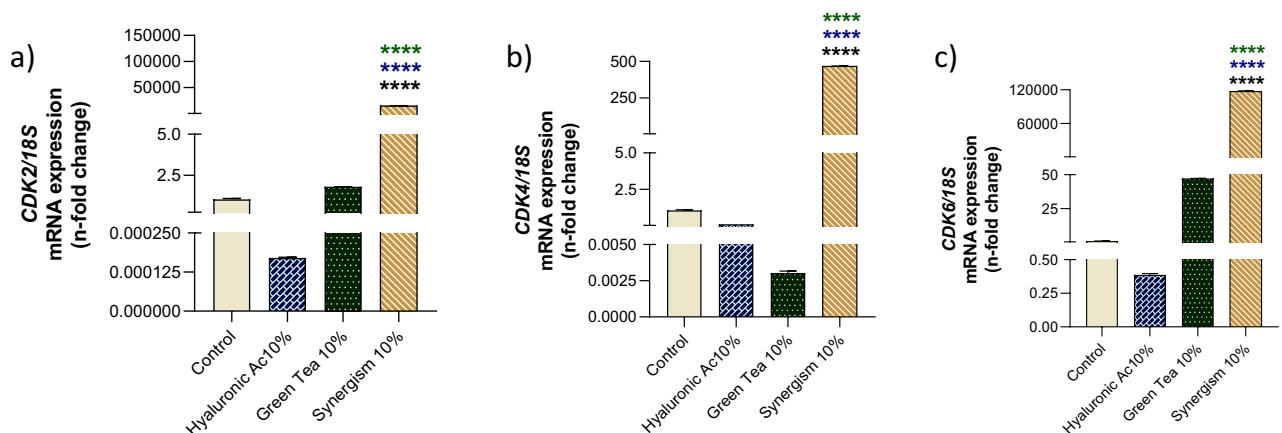 a)
CDK2/18S
mRNA expression
(n-fold change)
150000
100000
50000
5.0
2.5
0.000250
0.000125
0.000000
****
****
****
Control
Hyaluronic Ac10%
Green Tea 10%
Synergism 10%
b)
CDK4/18S
mRNA expression
(n-fold change)
500
250
5.0
2.5
0.0050
0.0025
0.0000
****
****
****
Control
Hyaluronic Ac10%
Green Tea 10%
Synergism 10%
c)
CDK6/18S
mRNA expression
(n-fold change)
120000
60000
50
25
0.50
0.25
0.00
****
****
****
Control
Hyaluronic Ac10%
Green Tea 10%
Synergism 10%